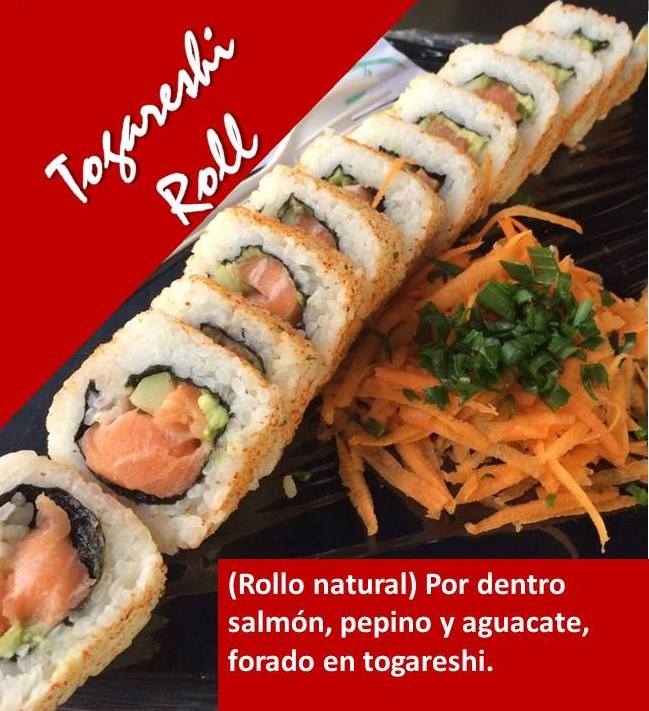 Togareshi
Roll
(Rollo natural) Por dentro
salmón, pepino y aguacate,
forado en togareshi.